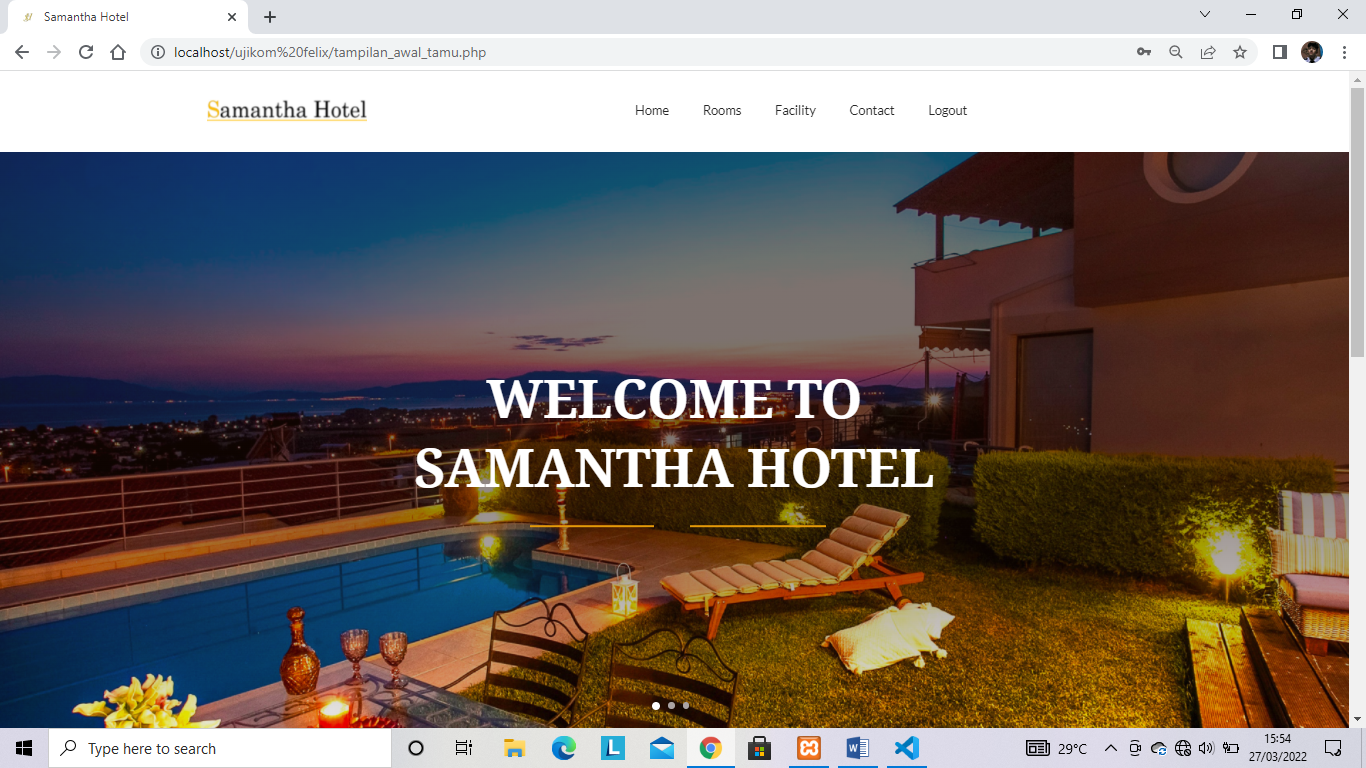 Samantha Hotel
localhost/ujikom%20felix/tampilan_awal_tamu.php
Samantha Hotel
Home
Rooms
Facility
Contact
Logout
WELCOME TO
SAMANTHA HOTEL
Type here to search
L
W
29°C
15:54
27/03/2022